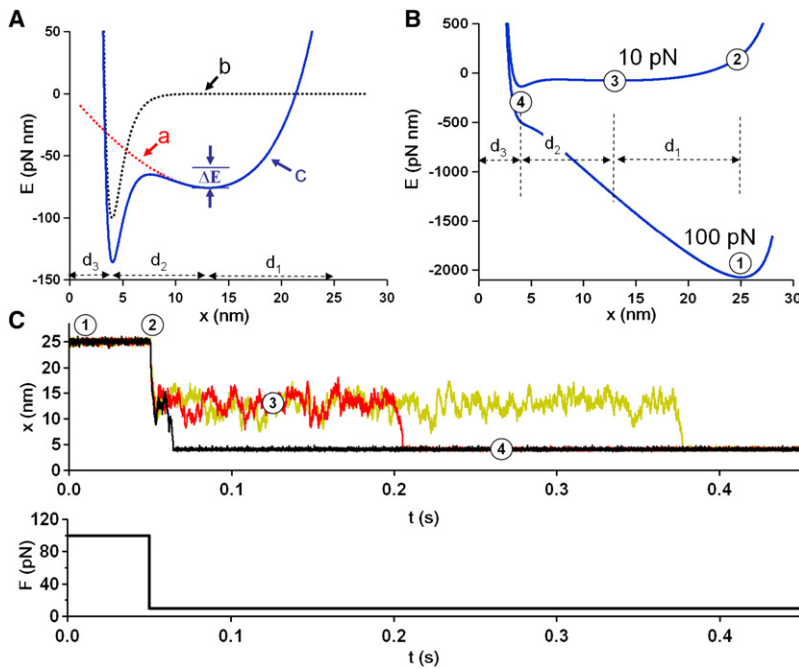 A
50
0
-50
-100
-150
E (pN nm)
b
a
ΔE
c
d3
d2
d1
0 5 10 15 20 25 30
x (nm)
B
500
0
-500
-1000
-1500
-2000
E (pN nm)
10 pN
2
3
4
d3
d2
d1
100 pN
1
0 5 10 15 20 25 30
x (nm)
C
1
2
3
4
30
25
20
15
10
5
0
x (nm)
0.0 0.1 0.2 0.3 0.4
t (s)
120
80
40
0
F (pN)
0.0 0.1 0.2 0.3 0.4
t (s)